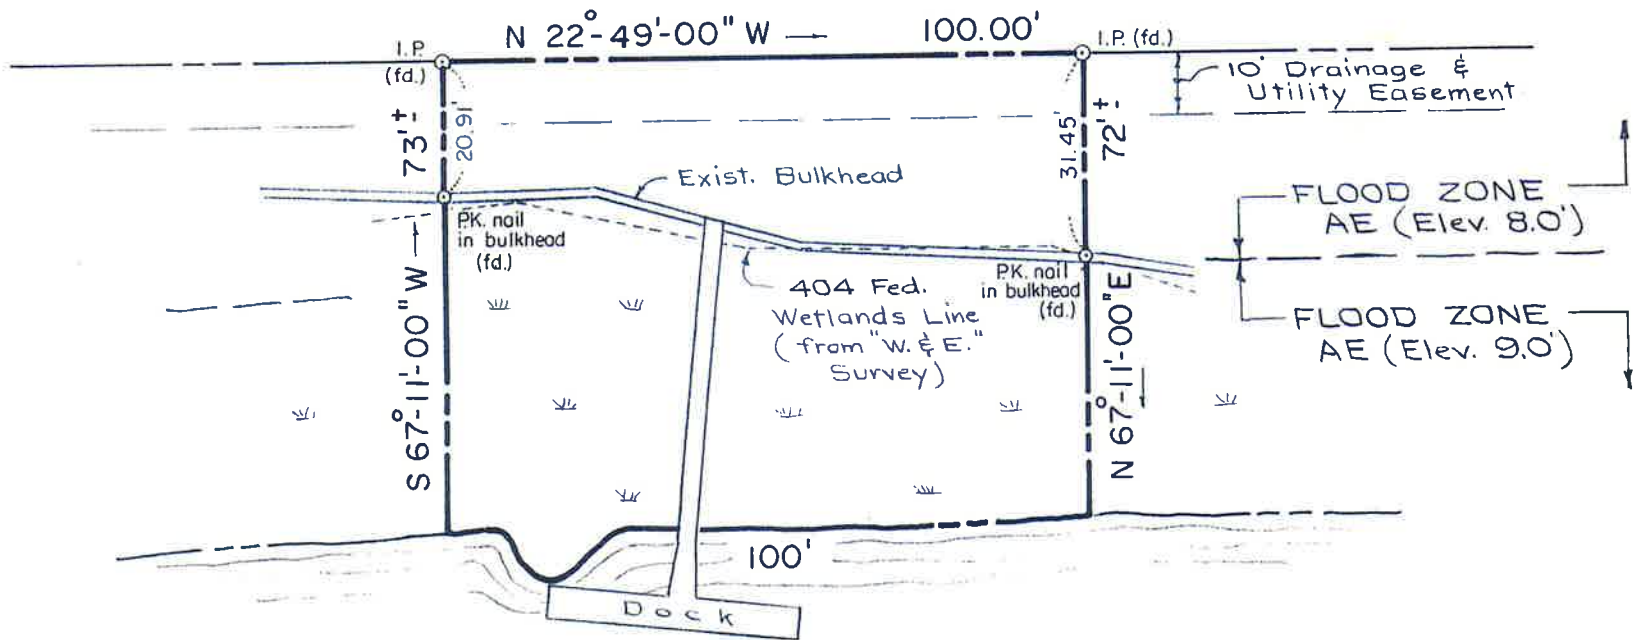 N 22°-49'-00" W → 100.00'
I.P.
(fd.)
I.P. (fd.)
10' Drainage &
Utility Easement
73'±
20.91'
31.45'
72'±
Exist. Bulkhead
FLOOD ZONE
AE (Elev. 8.0')
P.K. nail
in bulkhead
(fd.)
404 Fed.
Wetlands Line
(from "W. & E."
Survey)
P.K. nail
in bulkhead
(fd.)
FLOOD ZONE
AE (Elev. 9.0')
S 67°-11'-00" W →
N 67°-11'-00" E
100'
Dock